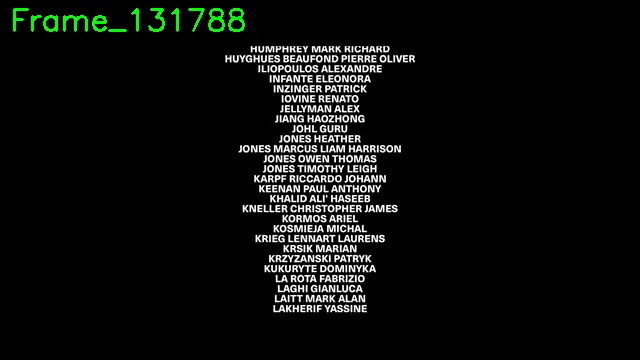 Frame_131788
HUMPHREY MARK RICHARD
HUYGHUES BEAUFOND PIERRE OLIVER
ILIOPOULOS ALEXANDRE
INFANTE ELEONORA
INZINGER PATRICK
IOVINE RENATO
JELLYMAN ALEX
JIANG HAOZHONG
JOHL GURU
JONES HEATHER
JONES MARCUS LIAM HARRISON
JONES OWEN THOMAS
JONES TIMOTHY LEIGH
KARPF RICCARDO JOHANN
KEENAN PAUL ANTHONY
KHALID ALI' HASEEB
KNELLER CHRISTOPHER JAMES
KORMOS ARIEL
KOSMIEJA MICHAL
KRIEG LENNART LAURENS
KRSIK MARIAN
KRZYZANSKI PATRYK
KUKURYTE DOMINYKA
LA ROTA FABRIZIO
LAGHI GIANLUCA
LAITT MARK ALAN
LAKHERIF YASSINE